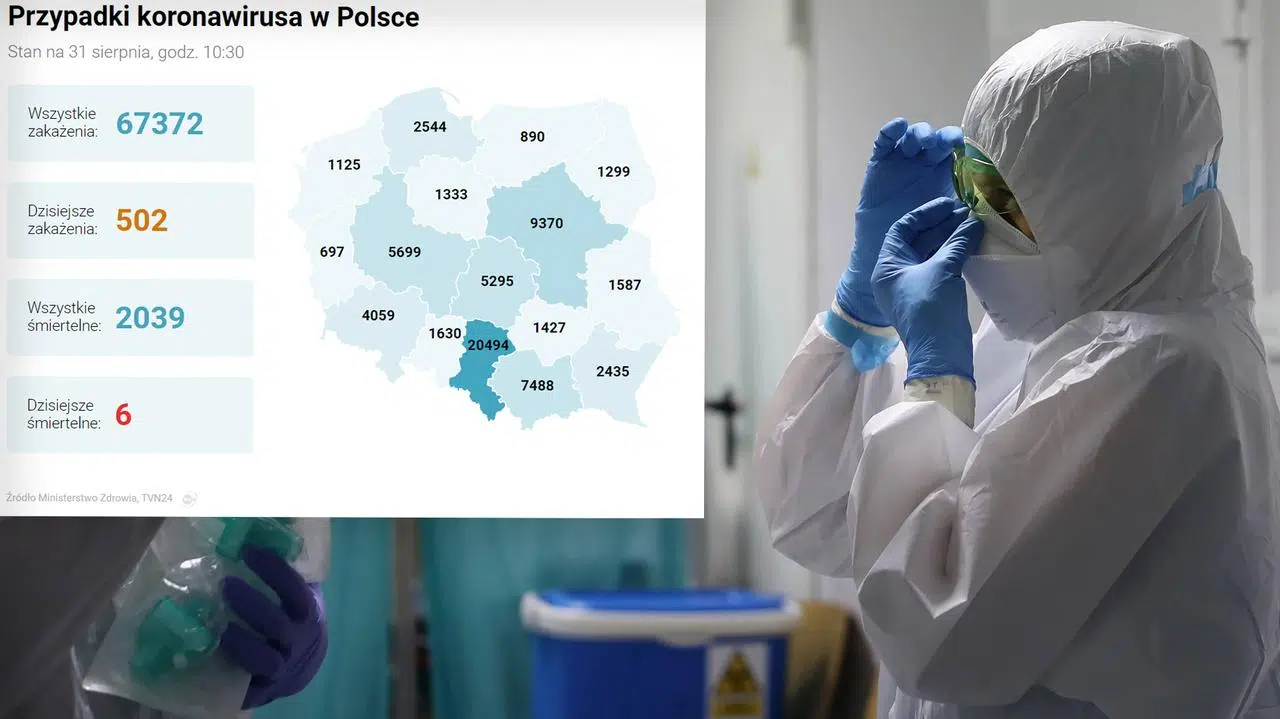 Przypadki koronawirusa w Polsce
Stan na 31 sierpnia, godz. 10:30
Wszystkie
zakażenia: 67372
Dzisiejsze
zakażenia: 502
Wszystkie
śmiertelne: 2039
Dzisiejsze
śmiertelne: 6
2544
890
1125
1299
1333
9370
697
5699
5295
1587
4059
1630
1427
20494
7488
2435
Źródło Ministerstwo Zdrowia, TVN24